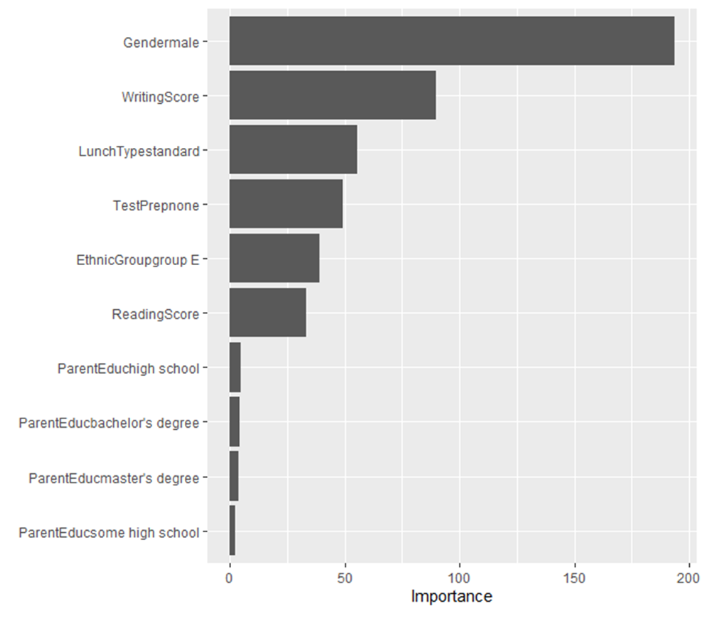 Gendermale
WritingScore
LunchTypestandard
TestPrepnone
EthnicGroupgroup E
ReadingScore
ParentEduchigh school
ParentEducbachelor's degree
ParentEducmaster's degree
ParentEducsome high school
0 50 100 150 200
Importance